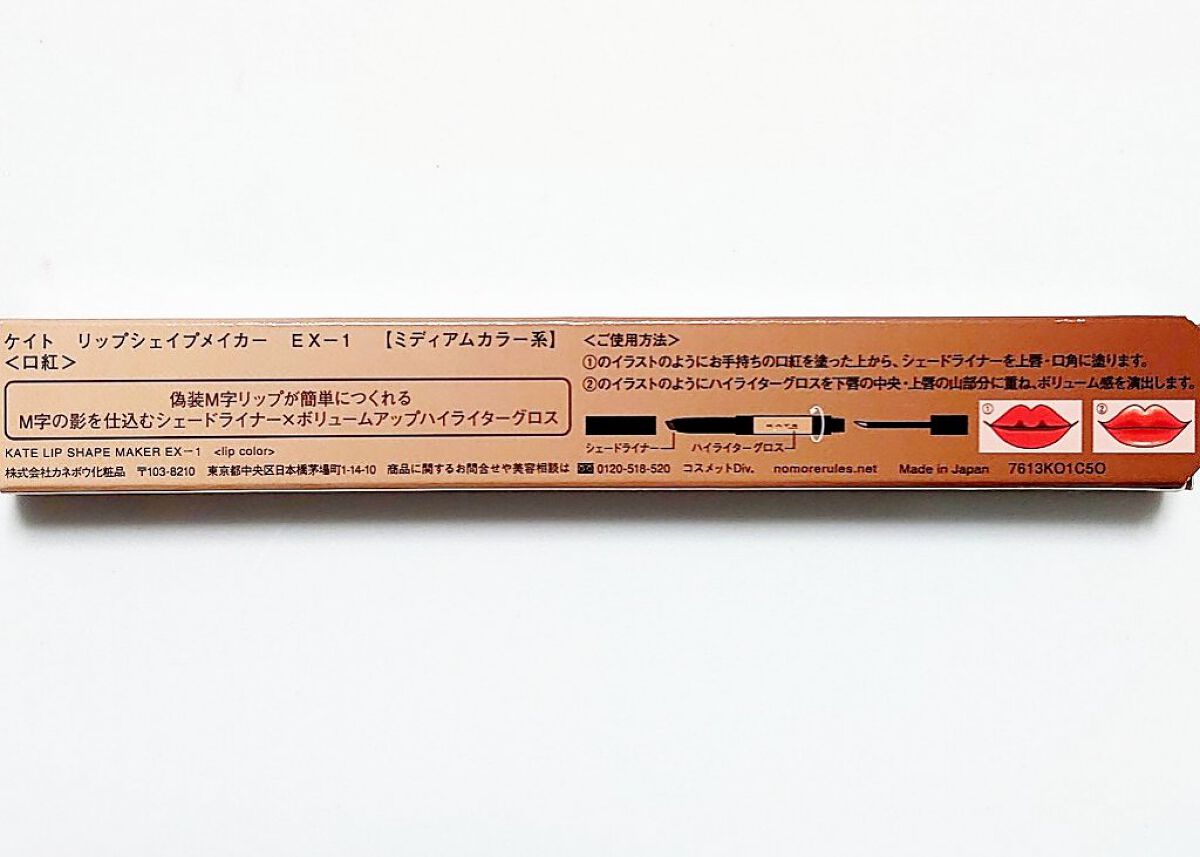 ケイト　リップシェイプメイカー　EX－1　【ミディアムカラー系】
＜口紅＞
偽装M字リップが簡単につくれる
M字の影を仕込むシェードライナー×ボリュームアップハイライターグロス
KATE LIP SHAPE MAKER EX－1　<lip color>
株式会社カネボウ化粧品　〒103-8210　東京都中央区日本橋茅場町1-14-10　商品に関するお問合せや美容相談は 0120-518-520　コスメットDiv.　nomorerules.net　Made in Japan　7613KO1C5O
＜ご使用方法＞
①のイラストのようにお手持ちの口紅を塗った上から、シェードライナーを上唇・口角に塗ります。
②のイラストのようにハイライターグロスを下唇の中央・上唇の山部分に重ね、ボリューム感を演出します。
シェードライナー
ハイライターグロス
①
②